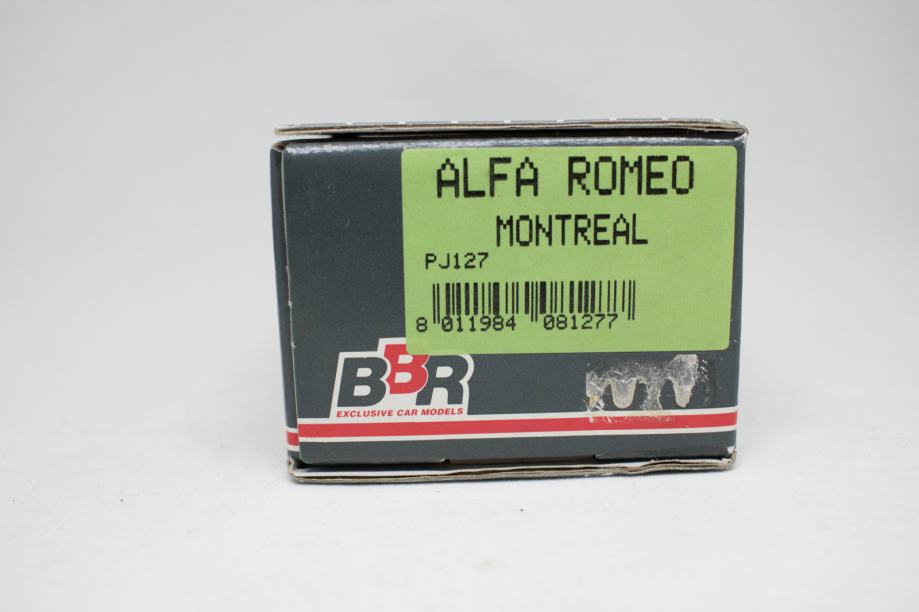 ALFA ROMEO
MONTREAL
PJ127
8 011984 081277
BBR
EXCLUSIVE CAR MODELS